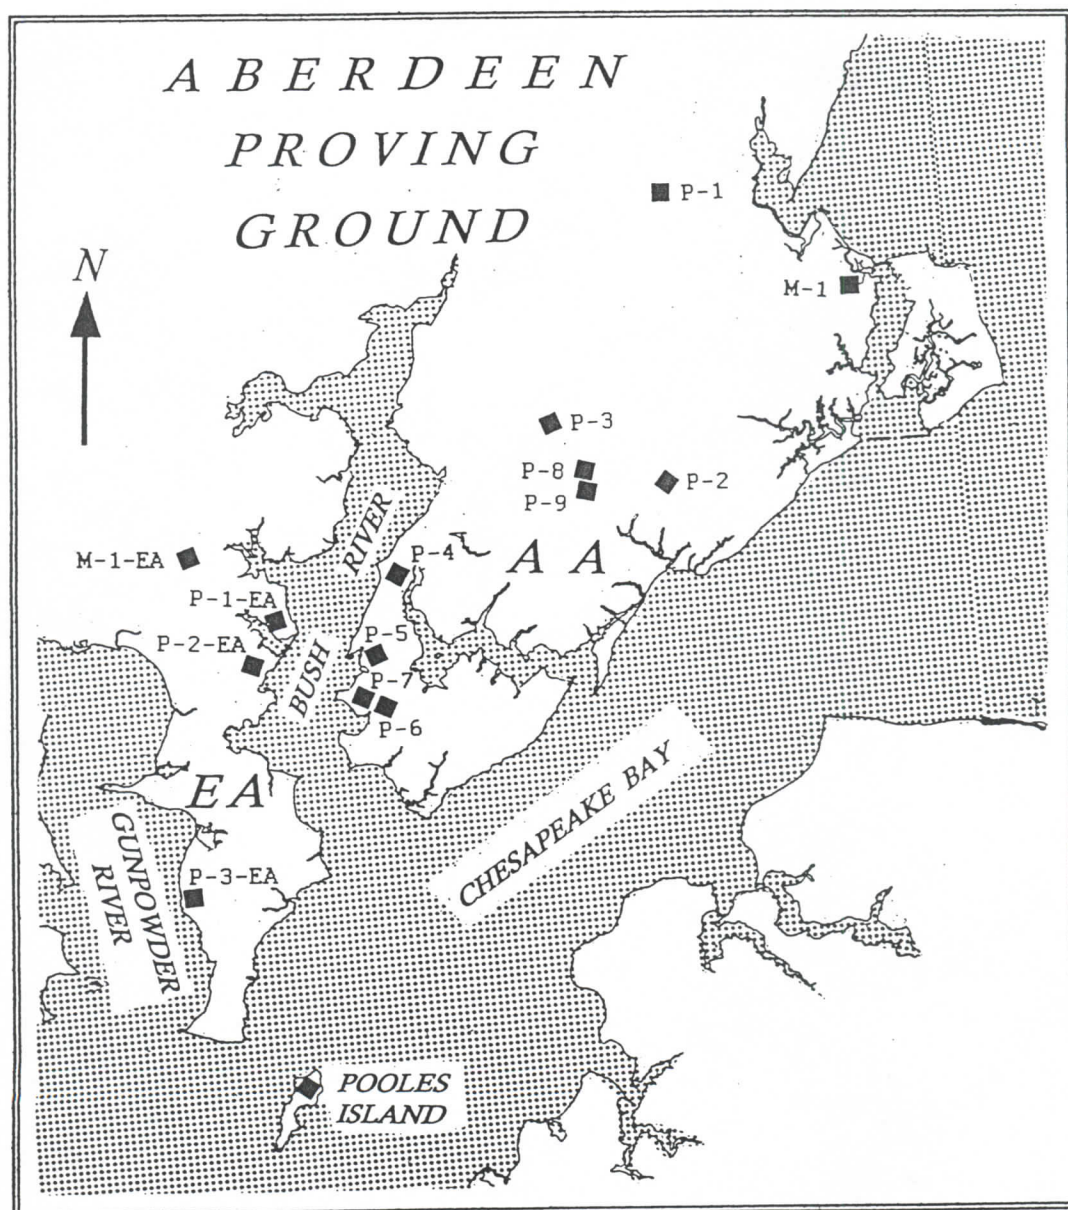 ABERDEEN
PROVING
GROUND
N
P-1
M-1
P-3
P-8
P-9
P-2
RIVER
M-1-EA
P-4
AA
P-1-EA
P-5
P-2-EA
BUSH
P-7
P-6
EA
CHESAPEAKE BAY
GUNPOWDER
RIVER
P-3-EA
POOLES
ISLAND